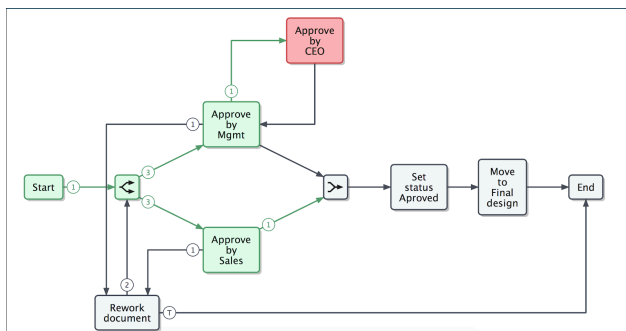 Approve
by
CEO
1
1
Approve
by
Mgmt
3
Start
1
3
Set
status
Aproved
Move
to
Final
design
End
1
Approve
by
Sales
1
2
Rework
document
T